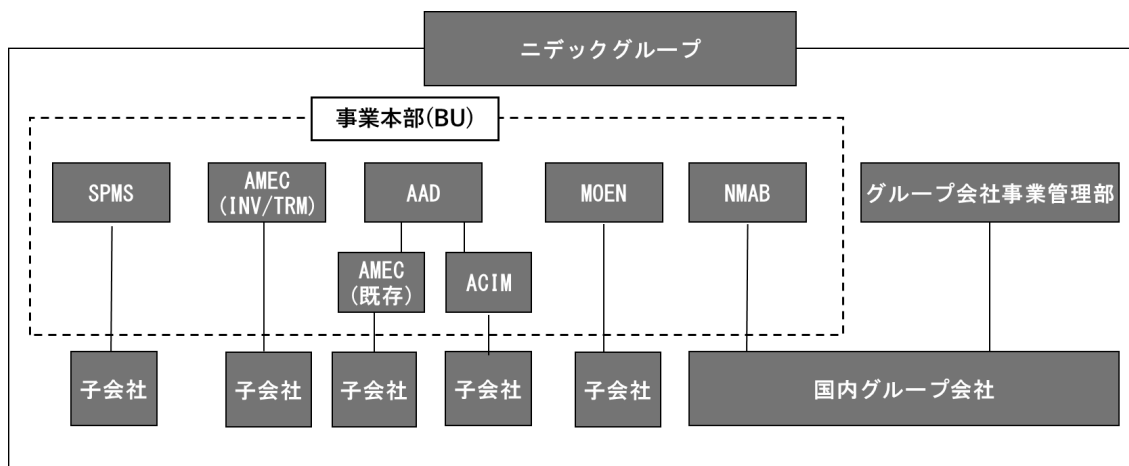 ニデックグループ
事業本部(BU)
SPMS
AMEC
(INV/TRM)
AAD
MOEN
NMAB
グループ会社事業管理部
AMEC
(既存)
ACIM
子会社
子会社
子会社
子会社
子会社
国内グループ会社